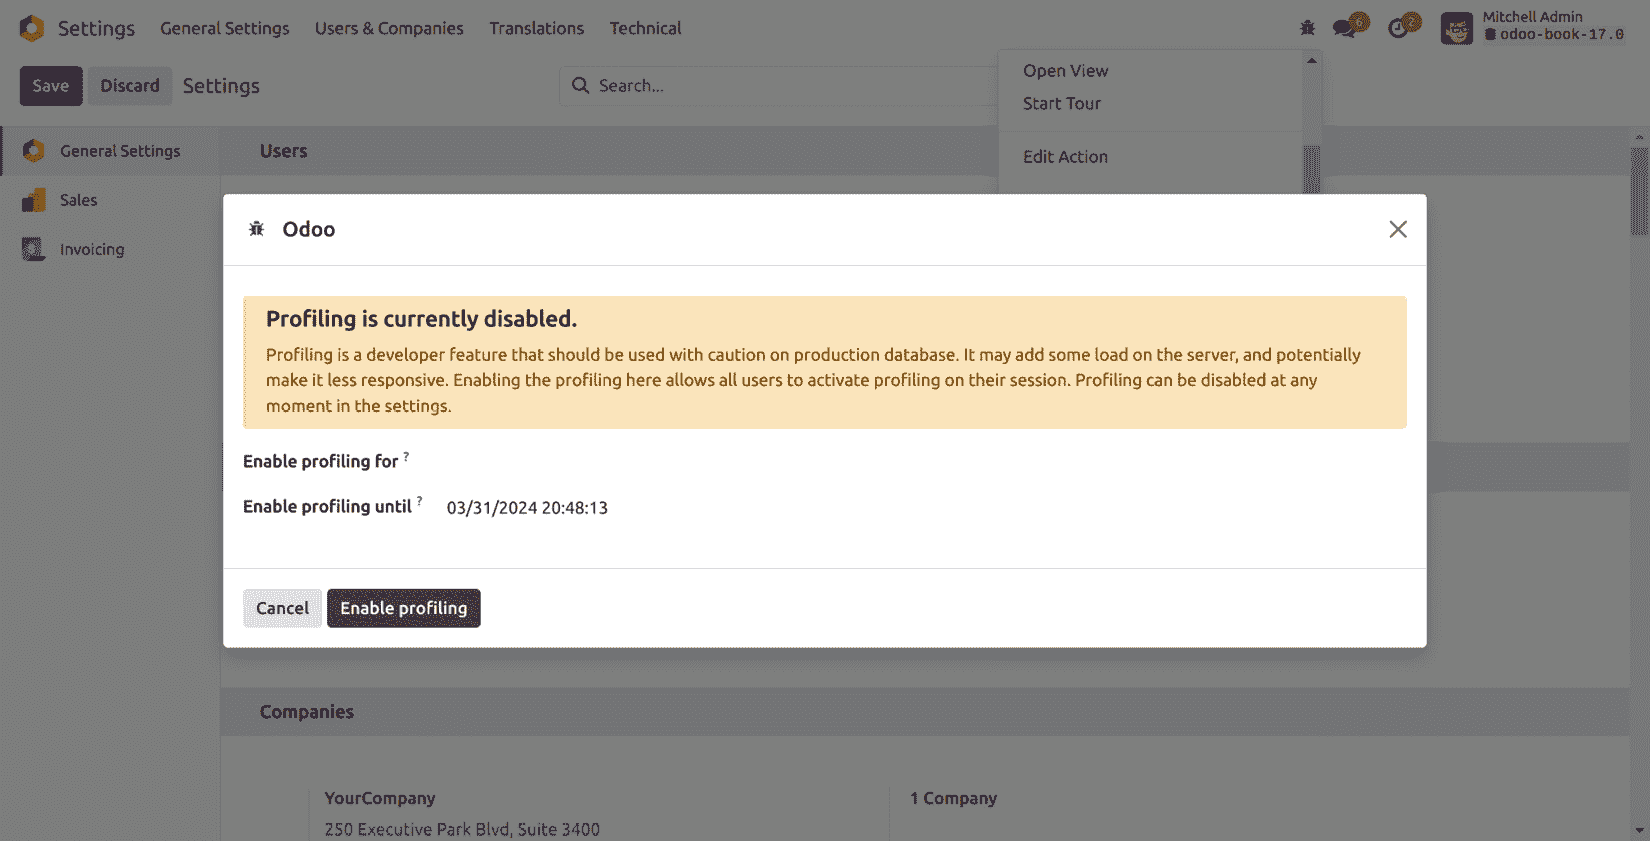 Settings General Settings Users & Companies Translations Technical 6 2 Mitchell Admin
odoo-book-17.0
Save Discard Settings Search...
Open View
Start Tour
Edit Action
General Settings
Sales
Invoicing
Users
Odoo
Profiling is currently disabled.
Profiling is a developer feature that should be used with caution on production database. It may add some load on the server, and potentially
make it less responsive. Enabling the profiling here allows all users to activate profiling on their session. Profiling can be disabled at any
moment in the settings.
Enable profiling for ?
Enable profiling until ? 03/31/2024 20:48:13
Cancel Enable profiling
Companies
YourCompany 1 Company
250 Executive Park Blvd, Suite 3400